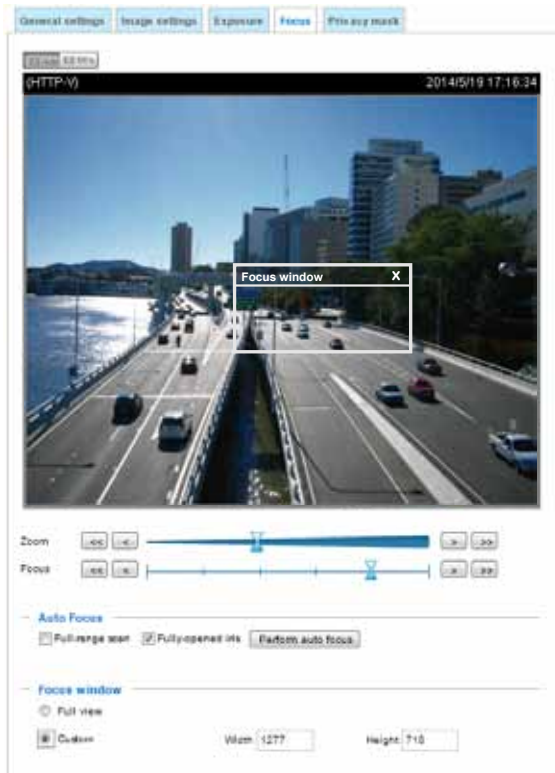 General settings Image settings Exposure Focus Privacy mask
(HTTP-V) 2014/5/19 17:16:34
Focus window X
Zoom << < > >>
Focus << < > >>
Auto Focus
Full-range scan Fully-opened iris Perform auto focus
Focus window
Full view
Custom Width 1277 Height 718